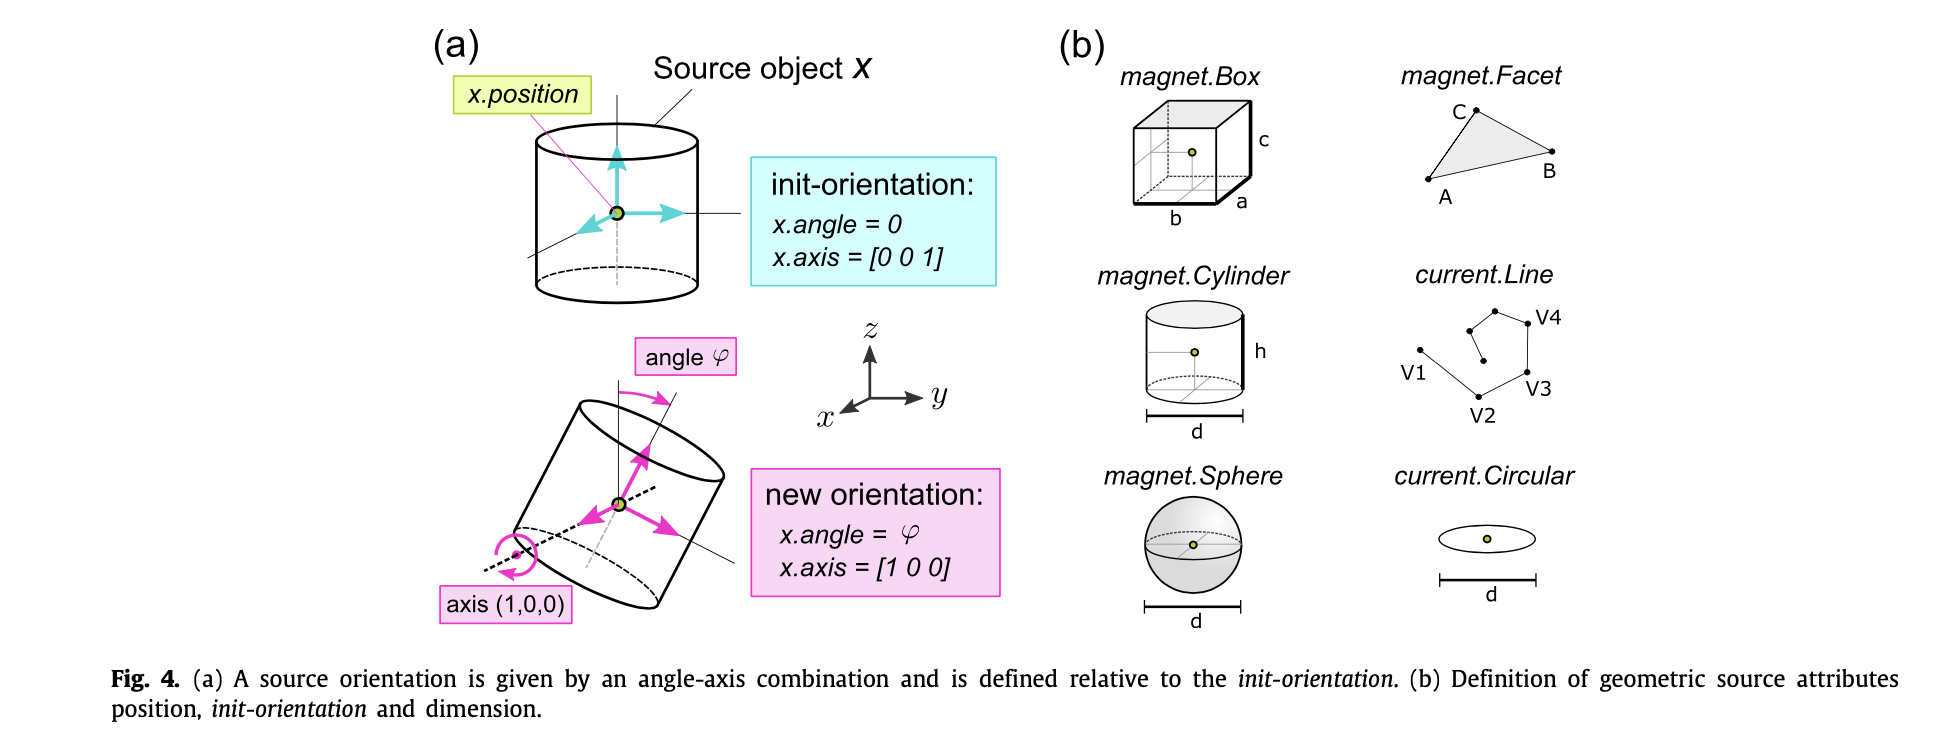 (a)
Source object x
x.position
init-orientation:
x.angle = 0
x.axis = [0 0 1]
angle φ
z
y
x
new orientation:
x.angle = φ
x.axis = [1 0 0]
axis (1,0,0)
(b)
magnet.Box
c
a
b
magnet.Facet
C
B
A
magnet.Cylinder
h
d
current.Line
V4
V1
V3
V2
magnet.Sphere
d
current.Circular
d
Fig. 4. (a) A source orientation is given by an angle-axis combination and is defined relative to the init-orientation. (b) Definition of geometric source attributes
position, init-orientation and dimension.